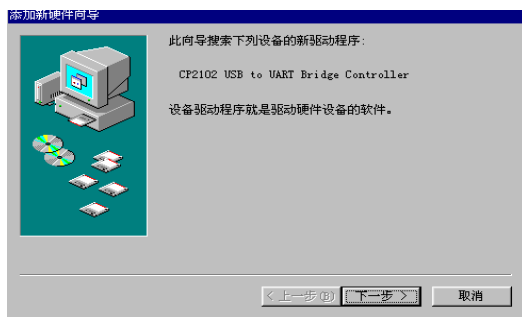 添加新硬件向导
此向导搜索下列设备的新驱动程序:
CP2102 USB to UART Bridge Controller
设备驱动程序就是驱动硬件设备的软件。
< 上一步(B) 下一步 > 取消